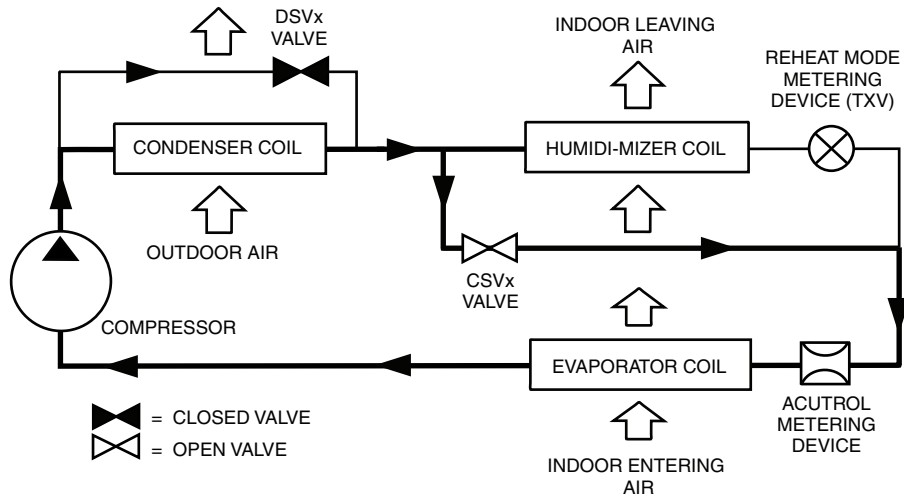 DSVx
VALVE
INDOOR LEAVING
AIR
REHEAT MODE
METERING
DEVICE (TXV)
CONDENSER COIL
HUMIDI-MIZER COIL
OUTDOOR AIR
CSVx
VALVE
COMPRESSOR
EVAPORATOR COIL
ACUTROL
METERING
DEVICE
= CLOSED VALVE
= OPEN VALVE
INDOOR ENTERING
AIR